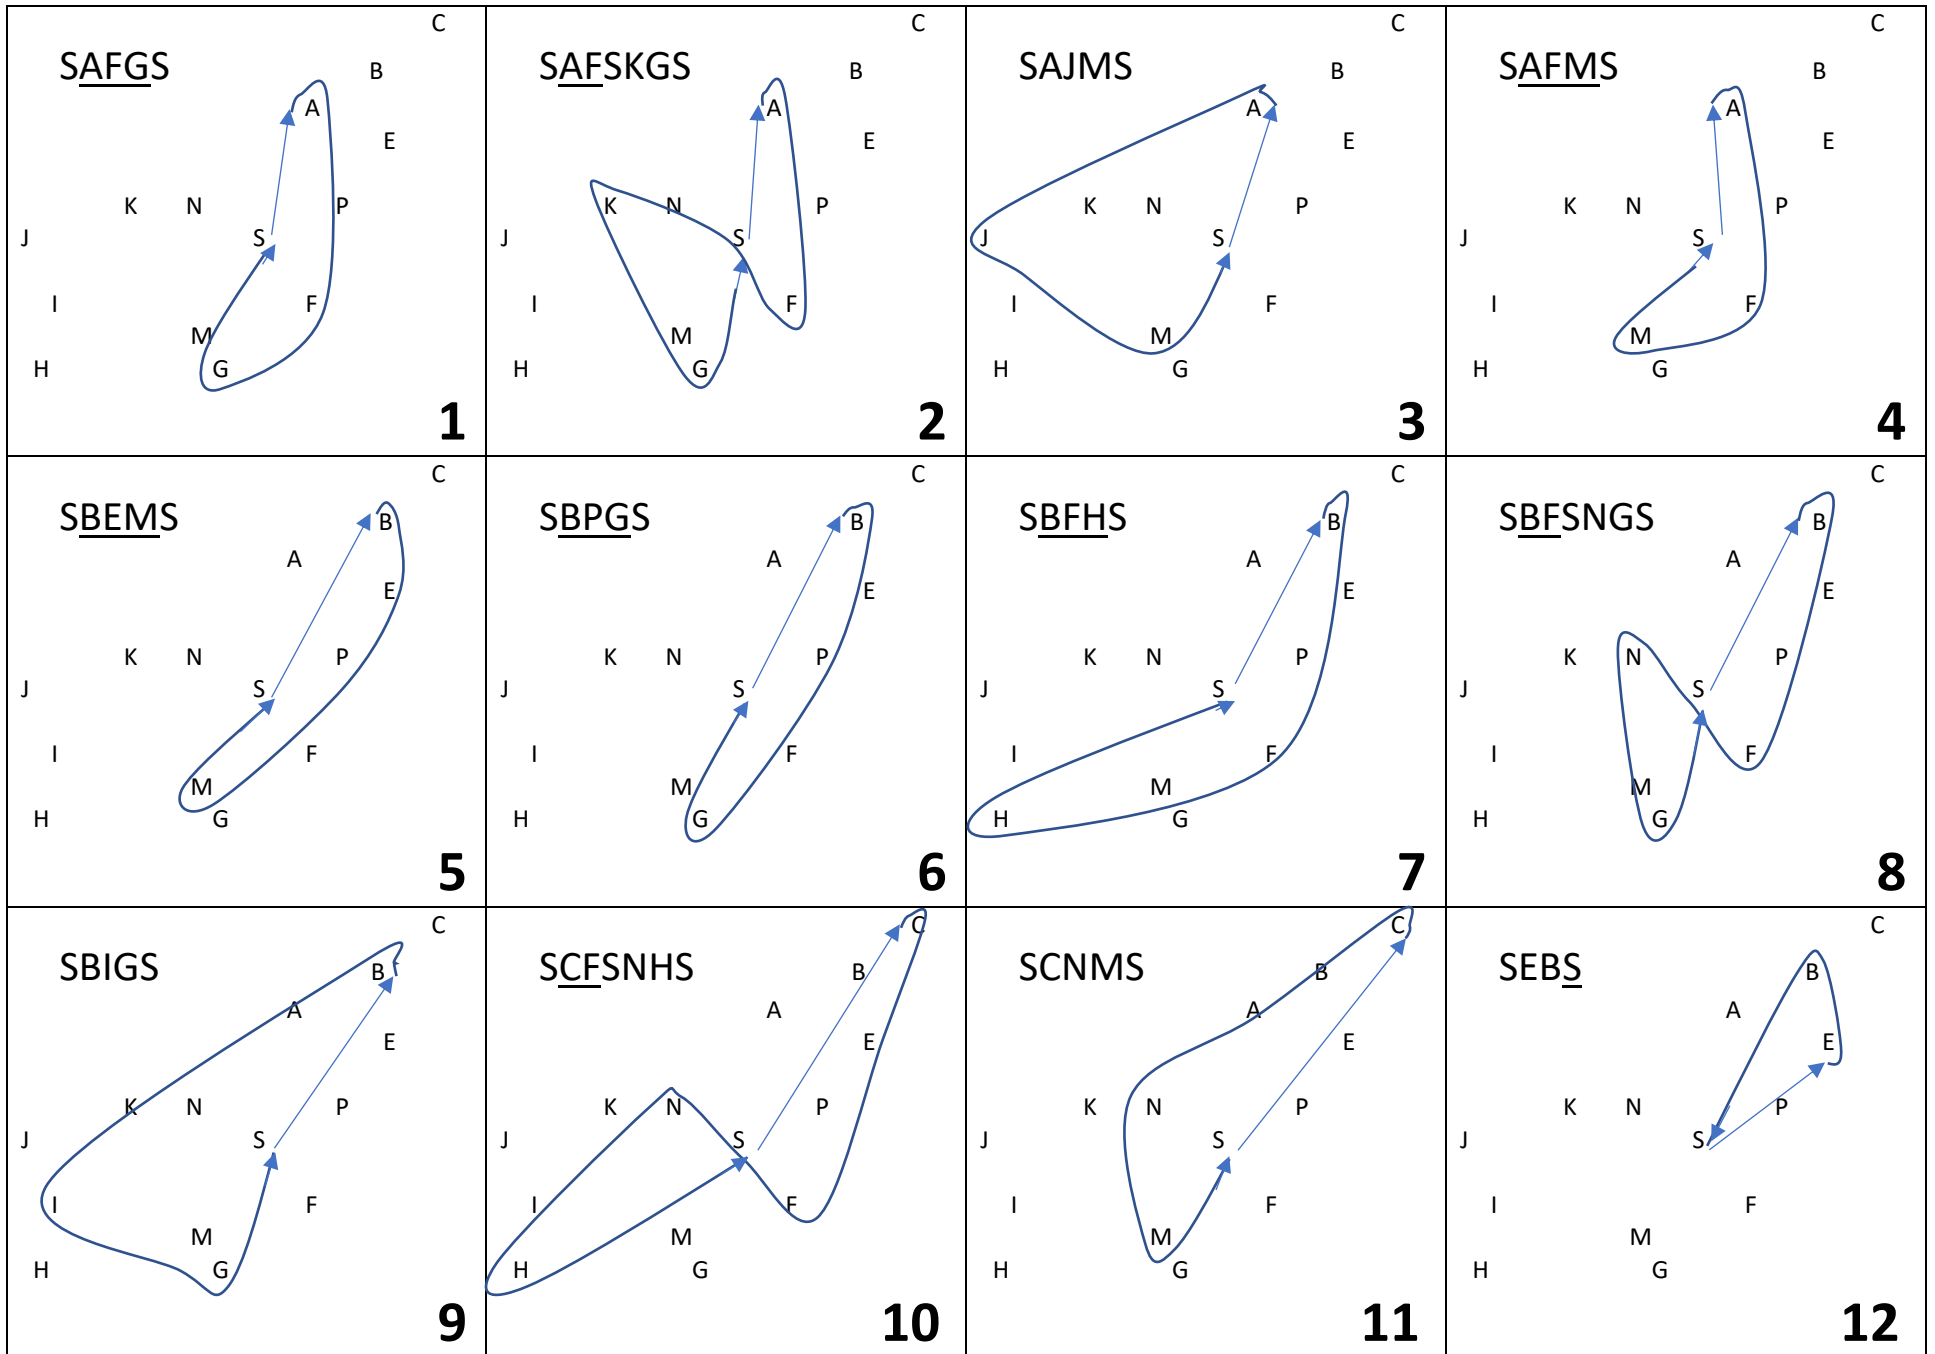 C
SAFGS B
A
E
K N P
J S
I F
M
H G
1
C
SAFSKGS B
A
E
K N P
J S
I F
M
H G
2
C
SAJMS B
A
E
K N P
J S
I F
M
H G
3
C
SAFMS B
A
E
K N P
J S
I F
M
H G
4
C
SBEMS B
A
E
K N P
J S
I F
M
H G
5
C
SBPGS B
A
E
K N P
J S
I F
M
H G
6
C
SBFHS B
A
E
K N P
J S
I F
M
H G
7
C
SBFSNGS B
A
E
K N P
J S
I F
M
H G
8
C
SBIGS B
A
E
K N P
J S
I F
M
H G
9
C
SCFSNHS B
A
E
K N P
J S
I F
M
H G
10
C
SCNMS B
A
E
K N P
J S
I F
M
H G
11
C
SEBS B
A
E
K N P
J S
I F
M
H G
12